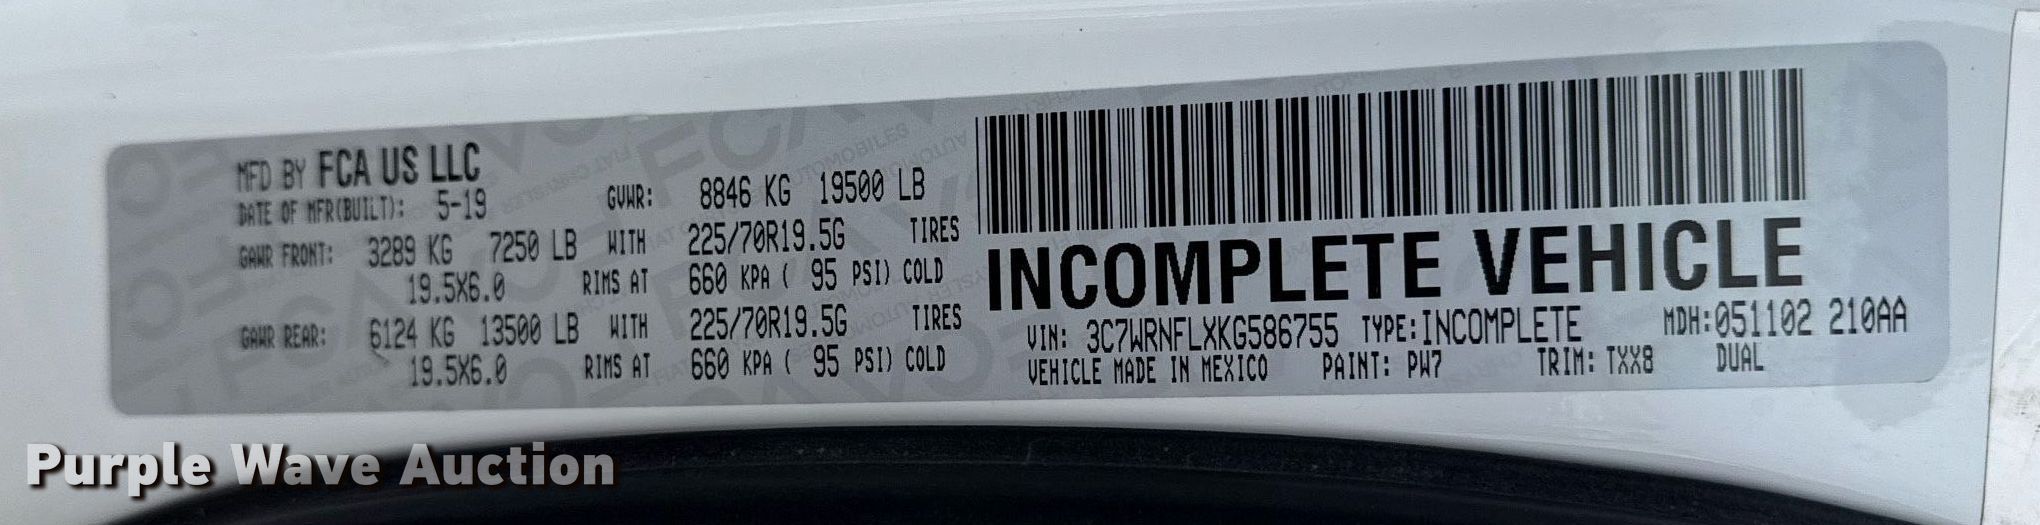 MFD BY FCA US LLC
DATE OF MFR(BUILT): 5-19 GVWR: 8846 KG 19500 LB
GAWR FRONT: 3289 KG 7250 LB WITH 225/70R19.5G TIRES
19.5X6.0 RIMS AT 660 KPA ( 95 PSI) COLD
GAWR REAR: 6124 KG 13500 LB WITH 225/70R19.5G TIRES
19.5X6.0 RIMS AT 660 KPA ( 95 PSI) COLD
INCOMPLETE VEHICLE
VIN: 3C7WRNFLXKG586755 TYPE:INCOMPLETE MDH:051102 210AA
VEHICLE MADE IN MEXICO PAINT: PW7 TRIM: TXX8 DUAL
Purple Wave Auction